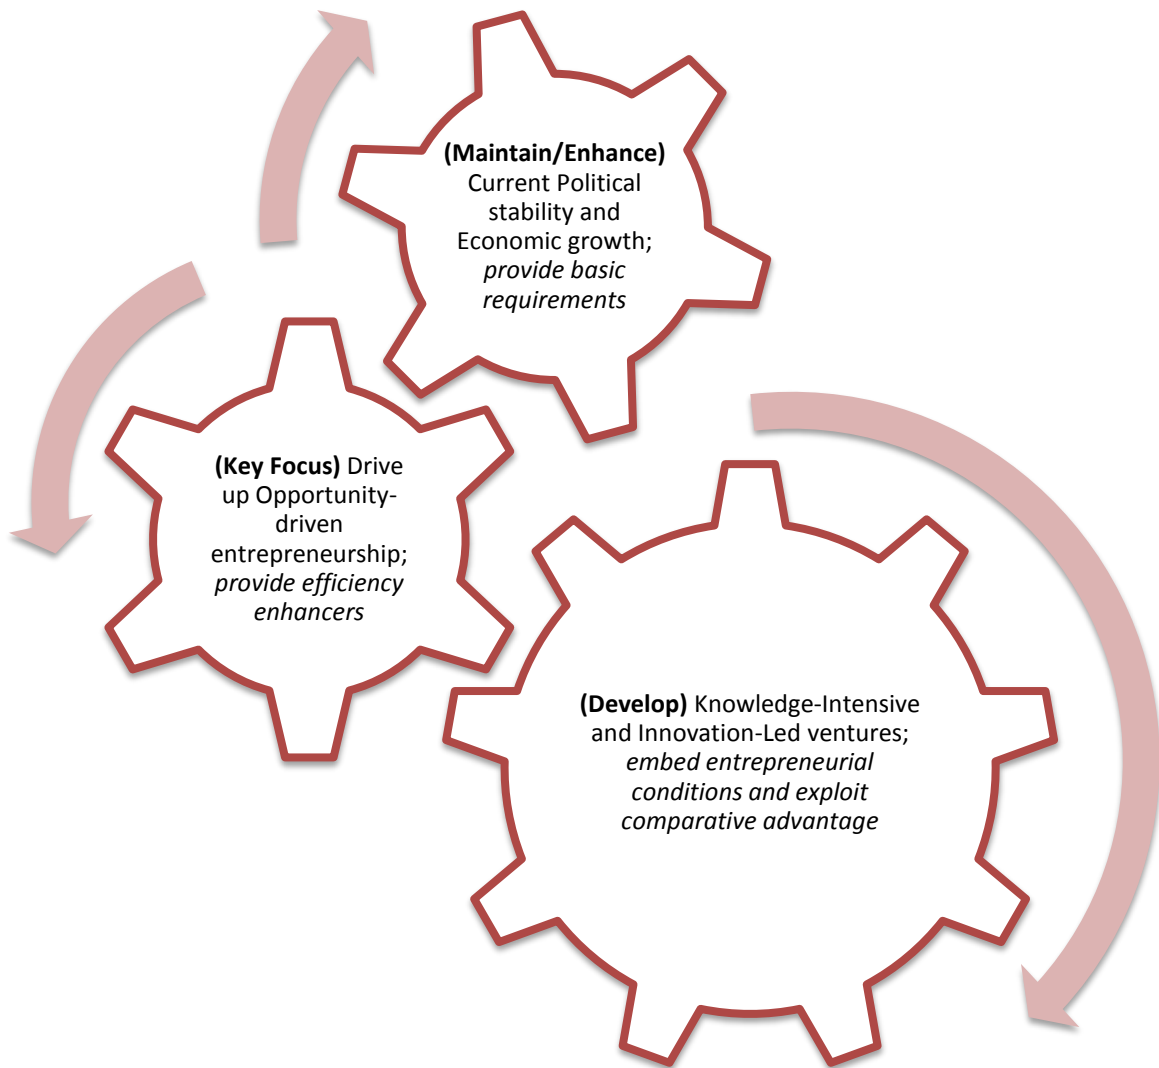 (Maintain/Enhance)
Current Political
stability and
Economic growth;
provide basic
requirements
(Key Focus) Drive
up Opportunity-
driven
entrepreneurship;
provide efficiency
enhancers
(Develop) Knowledge-Intensive
and Innovation-Led ventures;
embed entrepreneurial
conditions and exploit
comparative advantage